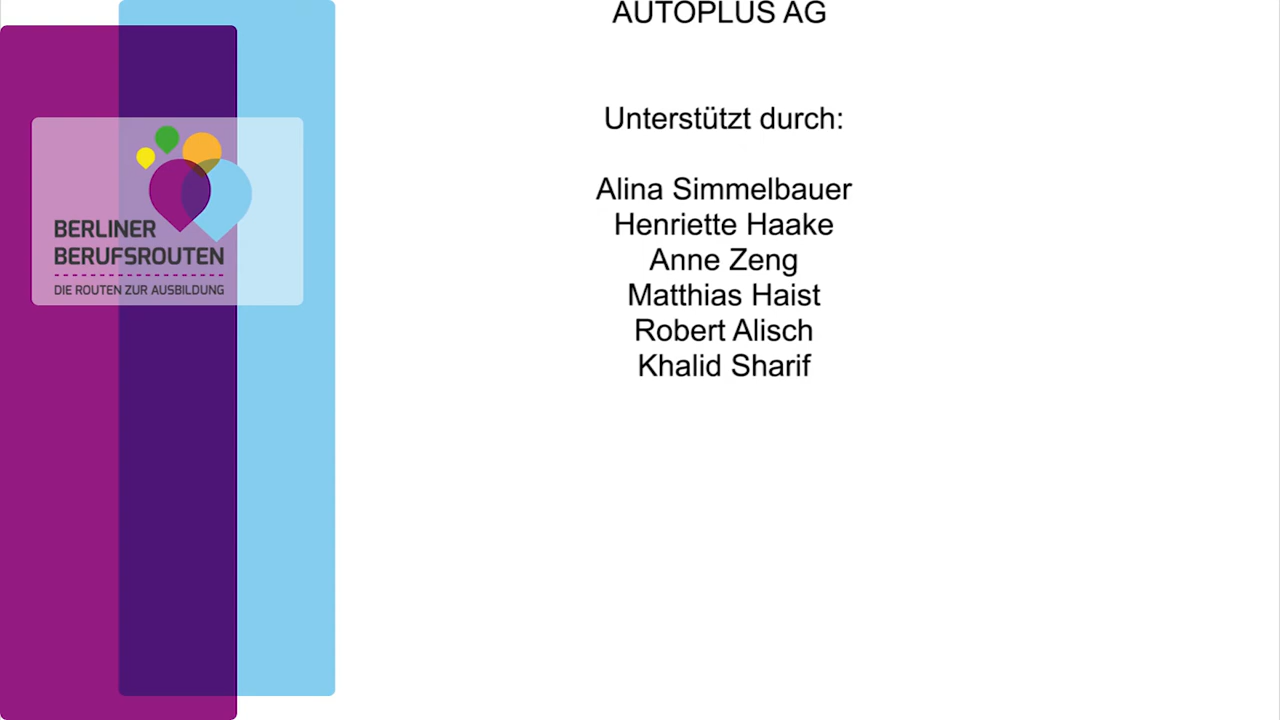 AUTOPLUS AG
Unterstützt durch:
Alina Simmelbauer
Henriette Haake
Anne Zeng
Matthias Haist
Robert Alisch
Khalid Sharif
BERLINER
BERUFSROUTEN
DIE ROUTEN ZUR AUSBILDUNG